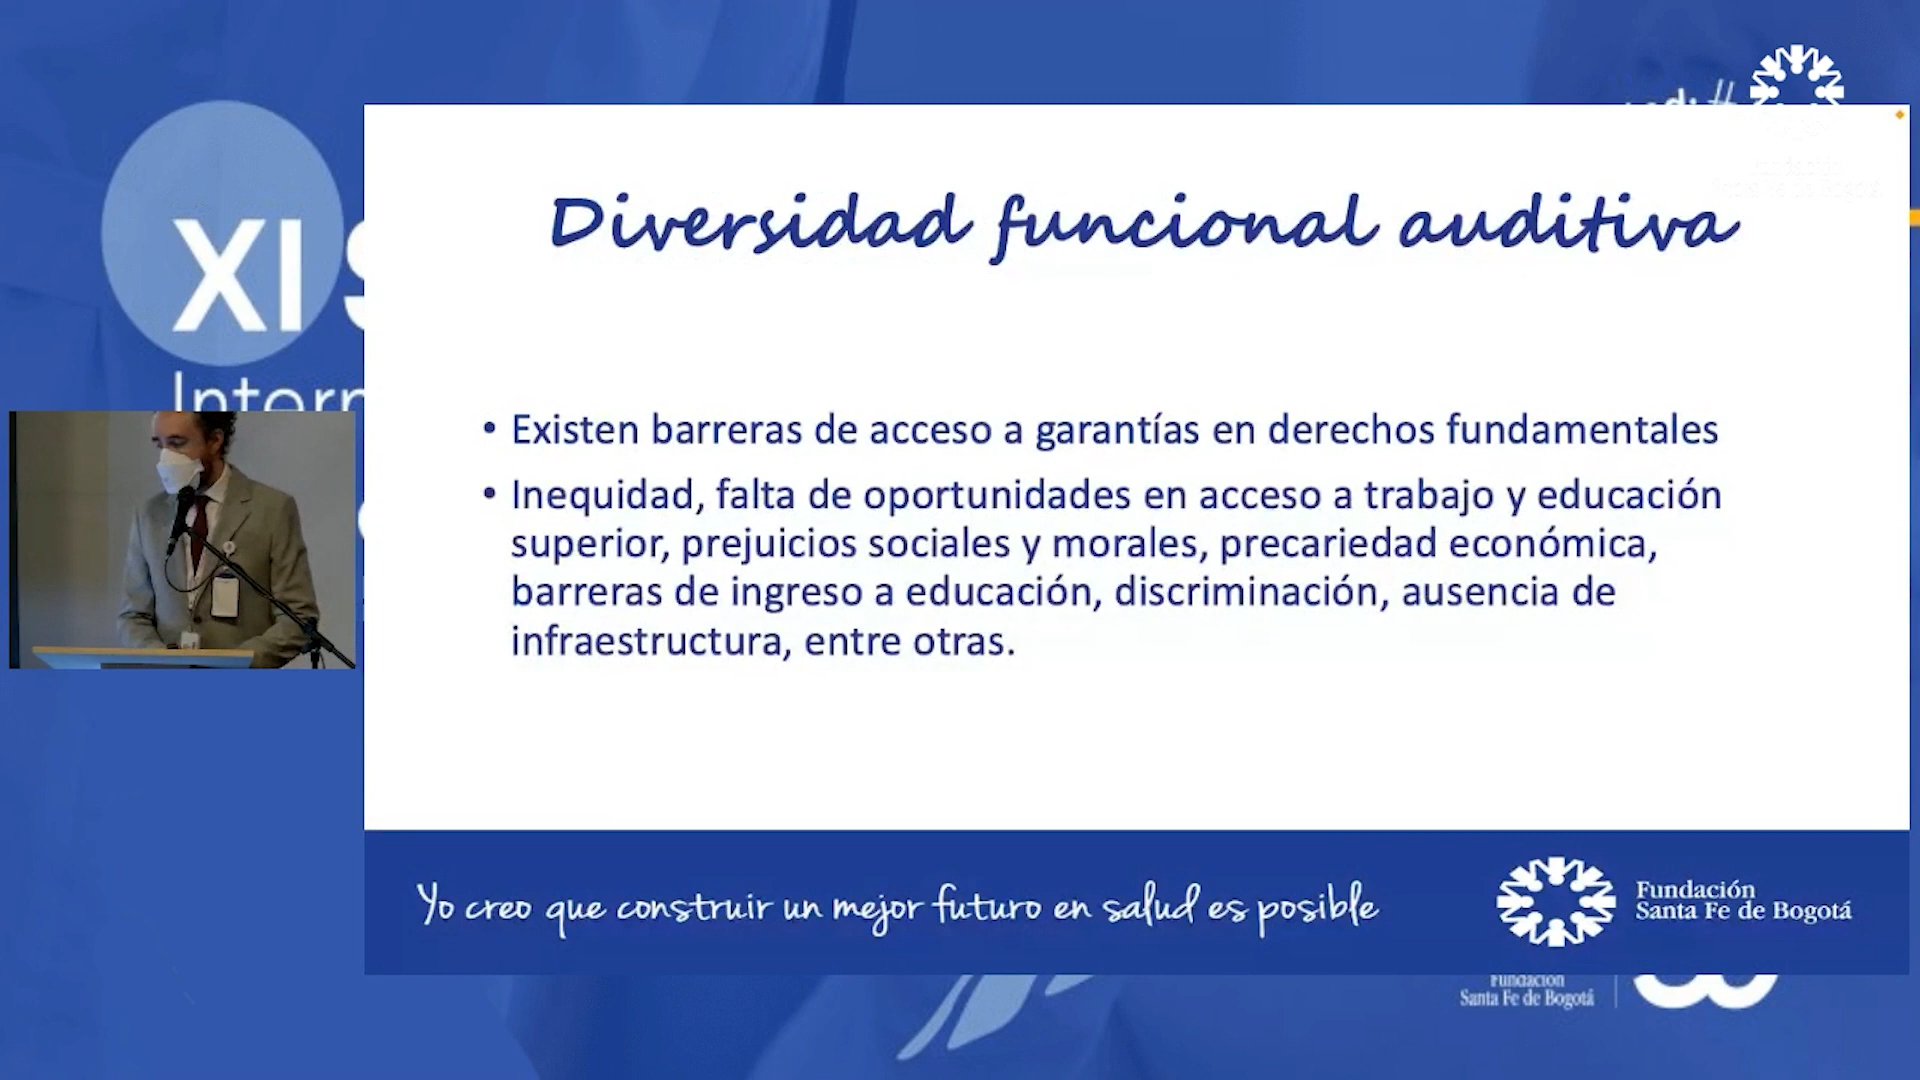 XI
Diversidad funcional auditiva
• Existen barreras de acceso a garantías en derechos fundamentales
• Inequidad, falta de oportunidades en acceso a trabajo y educación
superior, prejuicios sociales y morales, precariedad económica,
barreras de ingreso a educación, discriminación, ausencia de
infraestructura, entre otras.
Yo creo que construir un mejor futuro en salud es posible
Fundación
Santa Fe de Bogotá
Fundación
Santa Fe de Bogotá